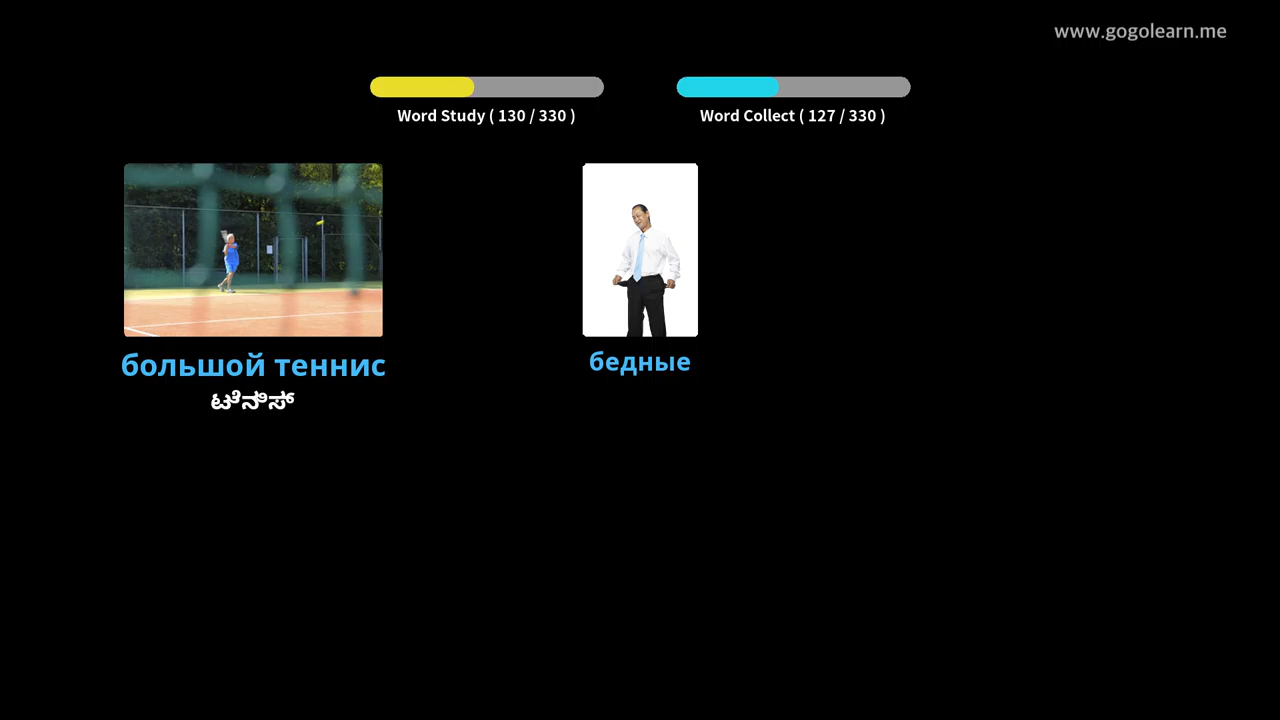 www.gogolearn.me
Word Study ( 130 / 330 )
Word Collect ( 127 / 330 )
большой теннис
ಟೆನಿಸ್
бедные